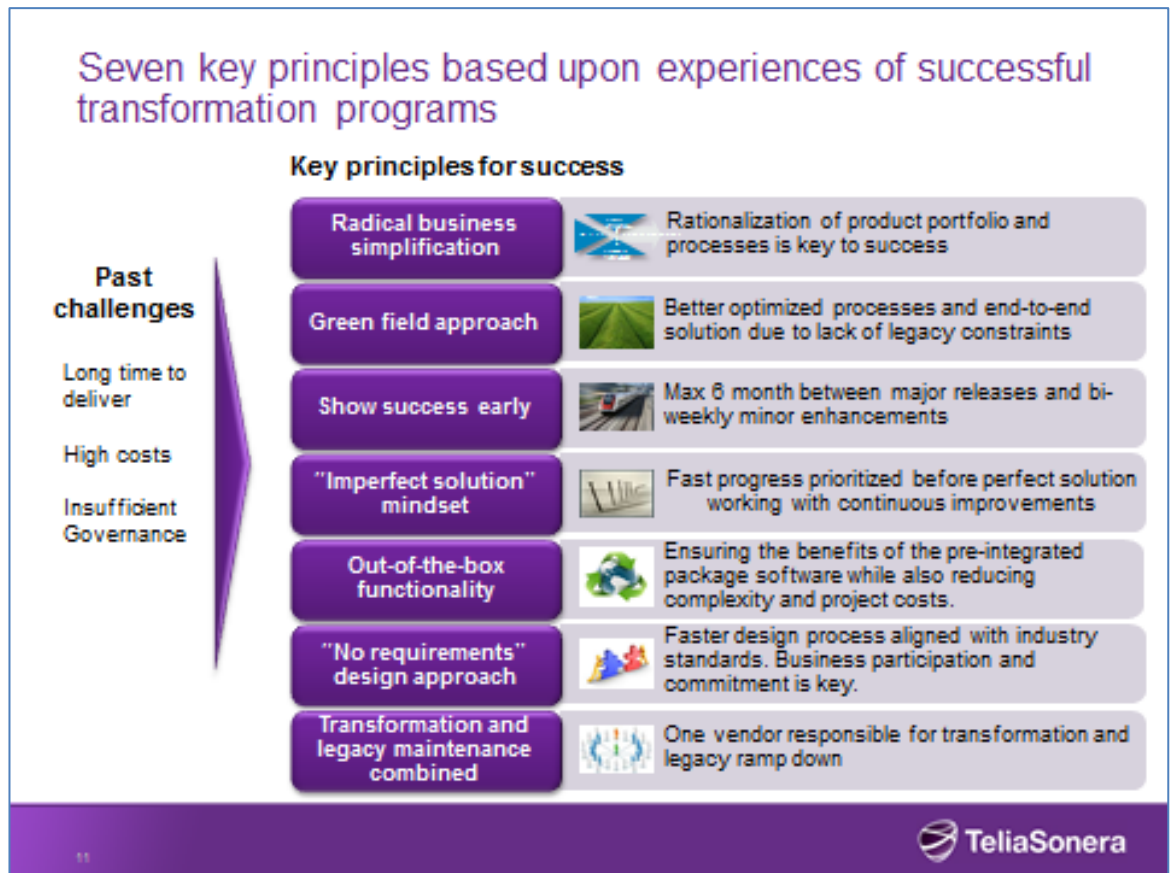 Seven key principles based upon experiences of successful
transformation programs
Key principles for success
Past
challenges
Long time to
deliver
High costs
Insufficient
Governance
Radical business
simplification
Rationalization of product portfolio and
processes is key to success
Green field approach
Better optimized processes and end-to-end
solution due to lack of legacy constraints
Show success early
Max 6 month between major releases and bi-
weekly minor enhancements
"Imperfect solution"
mindset
Fast progress prioritized before perfect solution
working with continuous improvements
Out-of-the-box
functionality
Ensuring the benefits of the pre-integrated
package software while also reducing
complexity and project costs.
"No requirements"
design approach
Faster design process aligned with industry
standards. Business participation and
commitment is key.
Transformation and
legacy maintenance
combined
One vendor responsible for transformation and
legacy ramp down
11
TeliaSonera